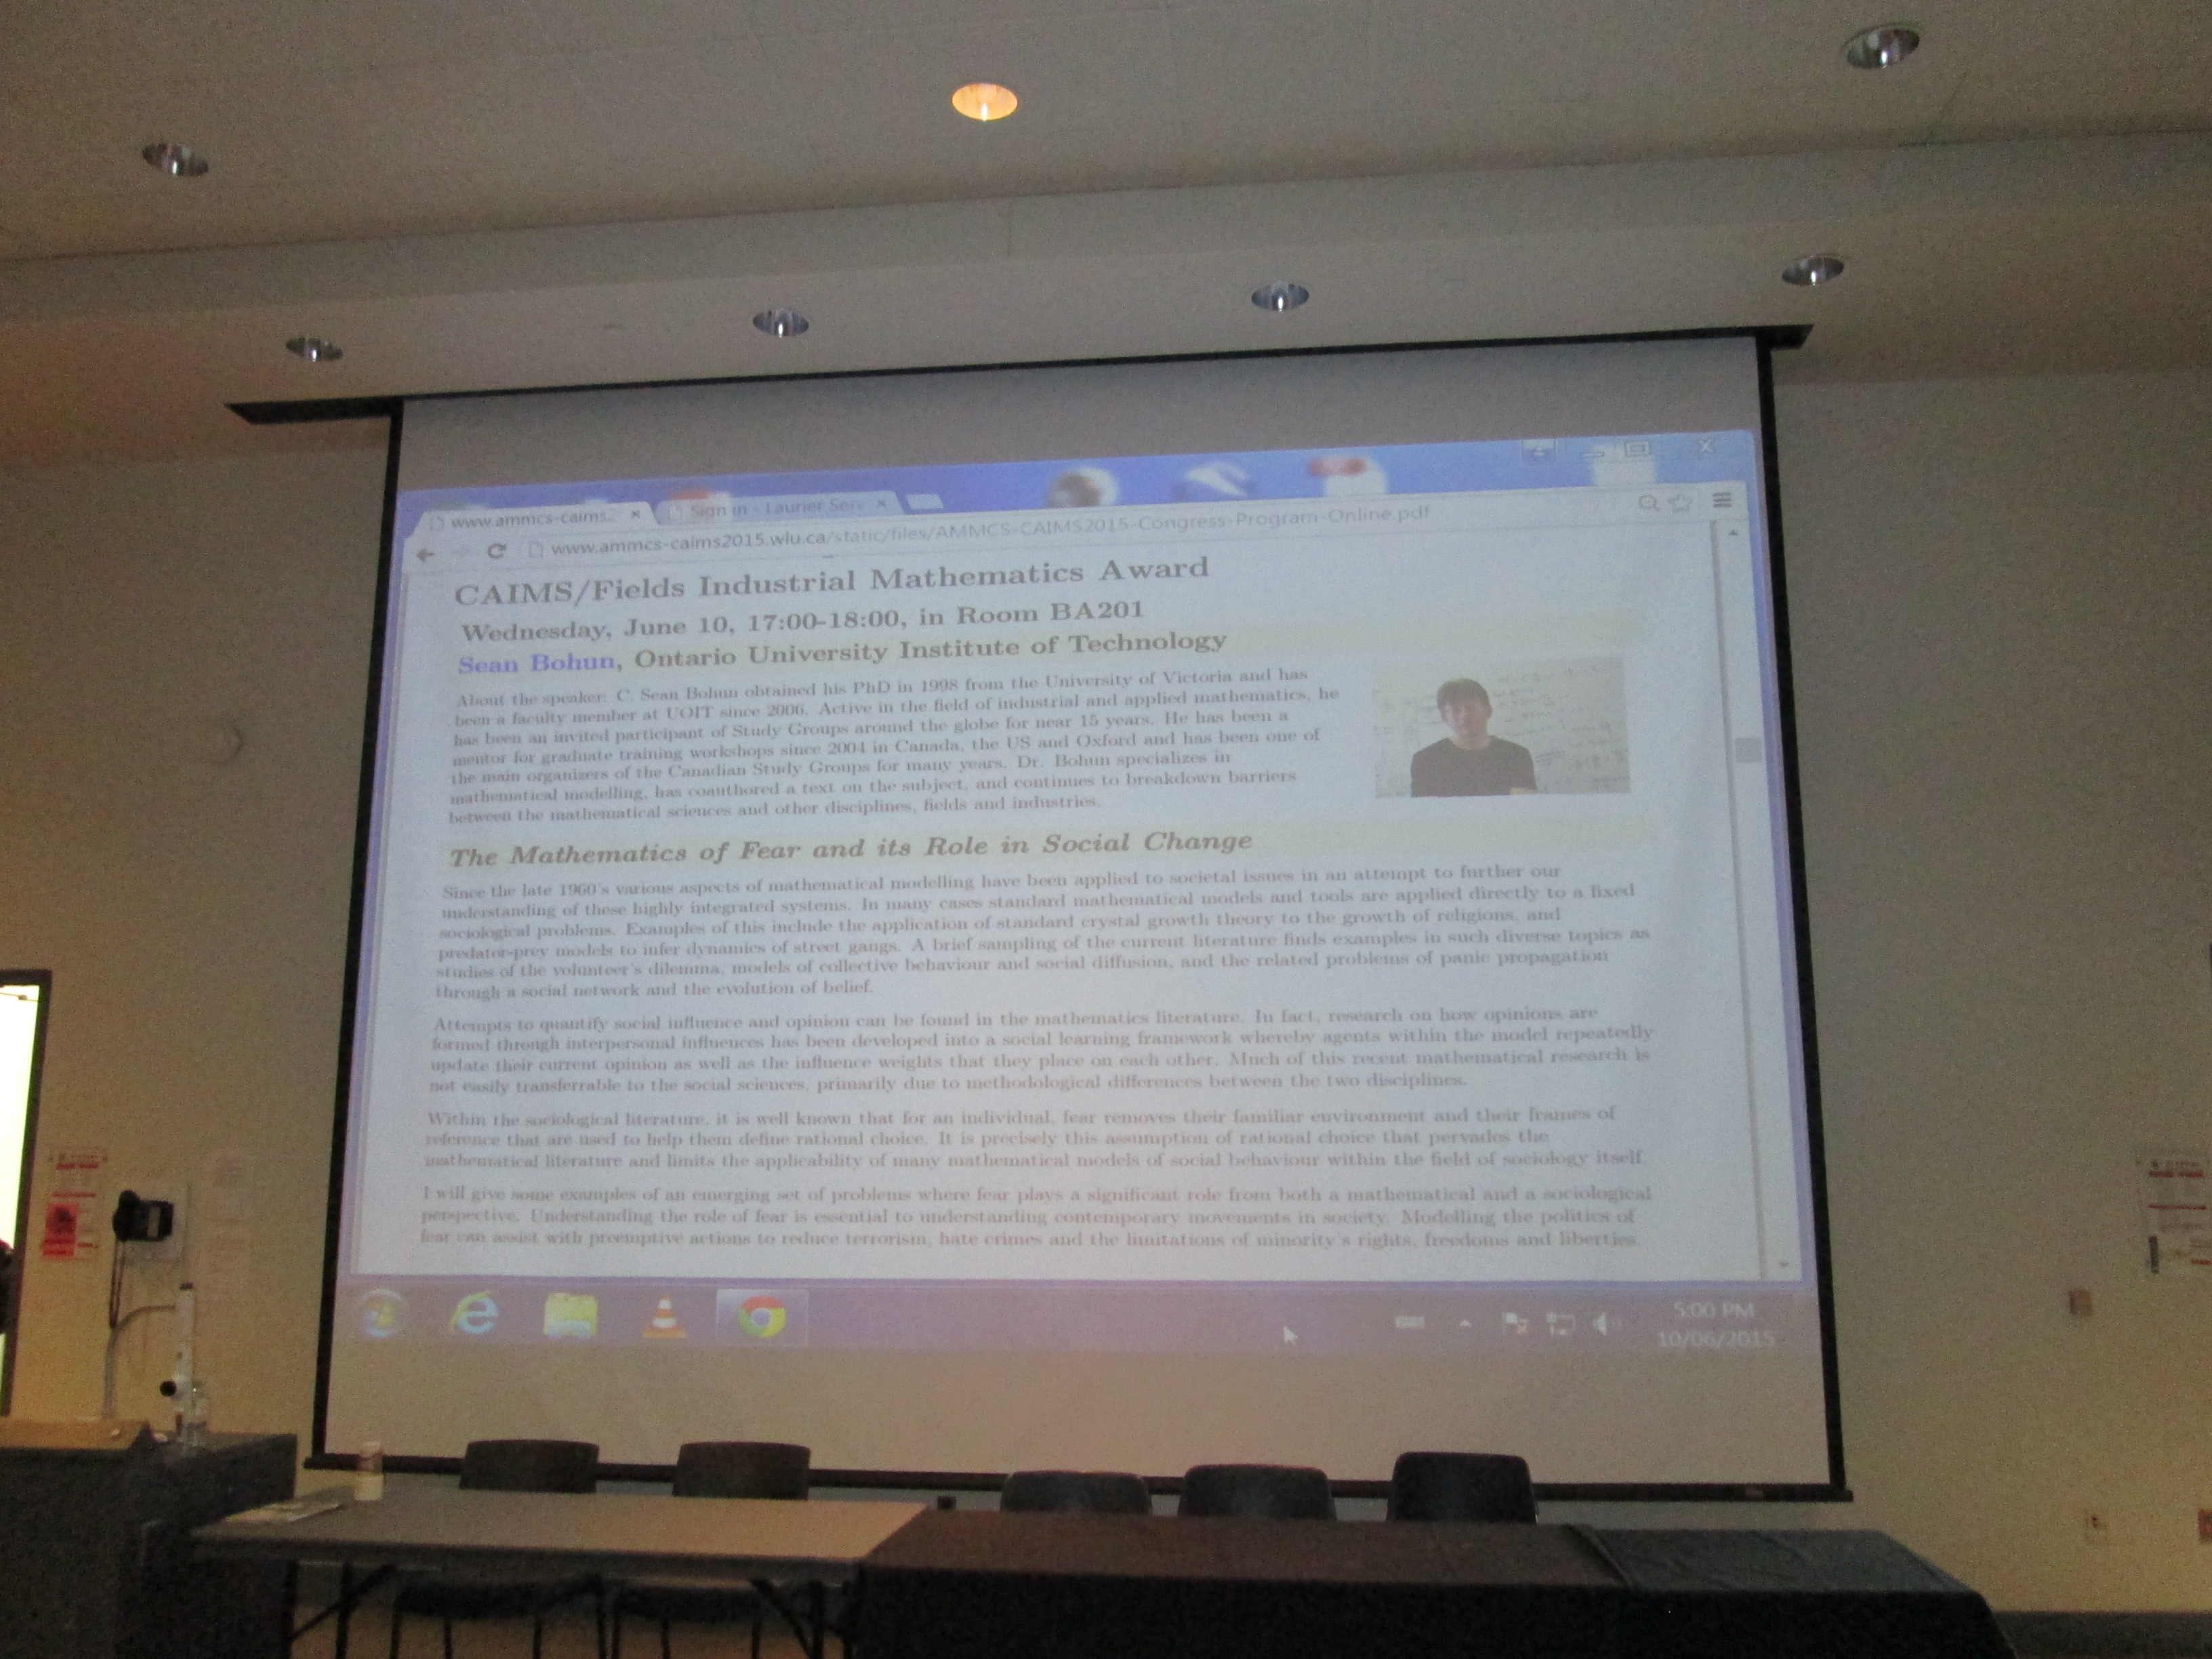 www.ammcs-caims2
Sign in - Laurier Serv
www.ammcs-caims2015.wlu.ca/static/files/AMMCS-CAIMS2015-Congress-Program-Online.pdf
CAIMS/Fields Industrial Mathematics Award
Wednesday, June 10, 17:00-18:00, in Room BA201
Sean Bohun, Ontario University Institute of Technology
About the speaker: C. Sean Bohun obtained his PhD in 1998 from the University of Victoria and has
been a faculty member at UOIT since 2006. Active in the field of industrial and applied mathematics, he
has been an invited participant of Study Groups around the globe for near 15 years. He has been a
mentor for graduate training workshops since 2004 in Canada, the US and Oxford and has been one of
the main organizers of the Canadian Study Groups for many years. Dr. Bohun specializes in
mathematical modelling, has coauthored a text on the subject, and continues to breakdown barriers
between the mathematical sciences and other disciplines, fields and industries.
The Mathematics of Fear and its Role in Social Change
Since the late 1960's various aspects of mathematical modelling have been applied to societal issues in an attempt to further our
understanding of these highly integrated systems. In many cases standard mathematical models and tools are applied directly to a fixed
sociological problems. Examples of this include the application of standard crystal growth theory to the growth of religions, and
predator-prey models to infer dynamics of street gangs. A brief sampling of the current literature finds examples in such diverse topics as
studies of the volunteer's dilemma, models of collective behaviour and social diffusion, and the related problems of panic propagation
through a social network and the evolution of belief.
Attempts to quantify social influence and opinion can be found in the mathematics literature. In fact, research on how opinions are
formed through interpersonal influences has been developed into a social learning framework whereby agents within the model repeatedly
update their current opinion as well as the influence weights that they place on each other. Much of this recent mathematical research is
not easily transferrable to the social sciences, primarily due to methodological differences between the two disciplines.
Within the sociological literature, it is well known that for an individual, fear removes their familiar environment and their frames of
reference that are used to help them define rational choice. It is precisely this assumption of rational choice that pervades the
mathematical literature and limits the applicability of many mathematical models of social behaviour within the field of sociology itself.
I will give some examples of an emerging set of problems where fear plays a significant role from both a mathematical and a sociological
perspective. Understanding the role of fear is essential to understanding contemporary movements in society. Modelling the politics of
fear can assist with preemptive actions to reduce terrorism, hate crimes and the limitations of minority's rights, freedoms and liberties.
5:00 PM
10/06/2015